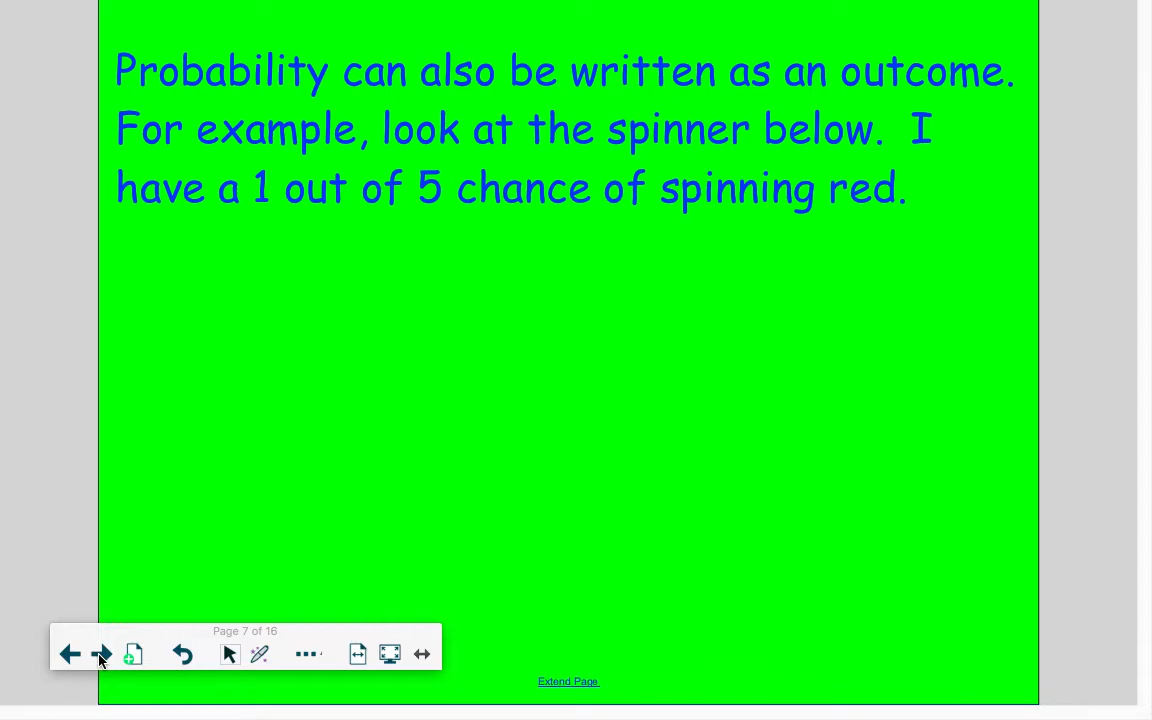 Probability can also be written as an outcome.
For example, look at the spinner below.  I
have a 1 out of 5 chance of spinning red.
Page 7 of 16
Extend Page